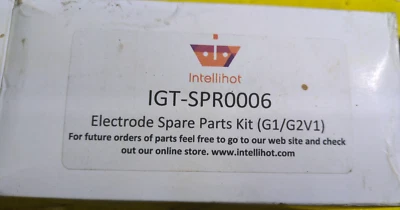 Intellihot
IGT-SPR0006
Electrode Spare Parts Kit (G1/G2V1)
For future orders of parts feel free to go to our web site and check
out our online store. www.intellihot.com